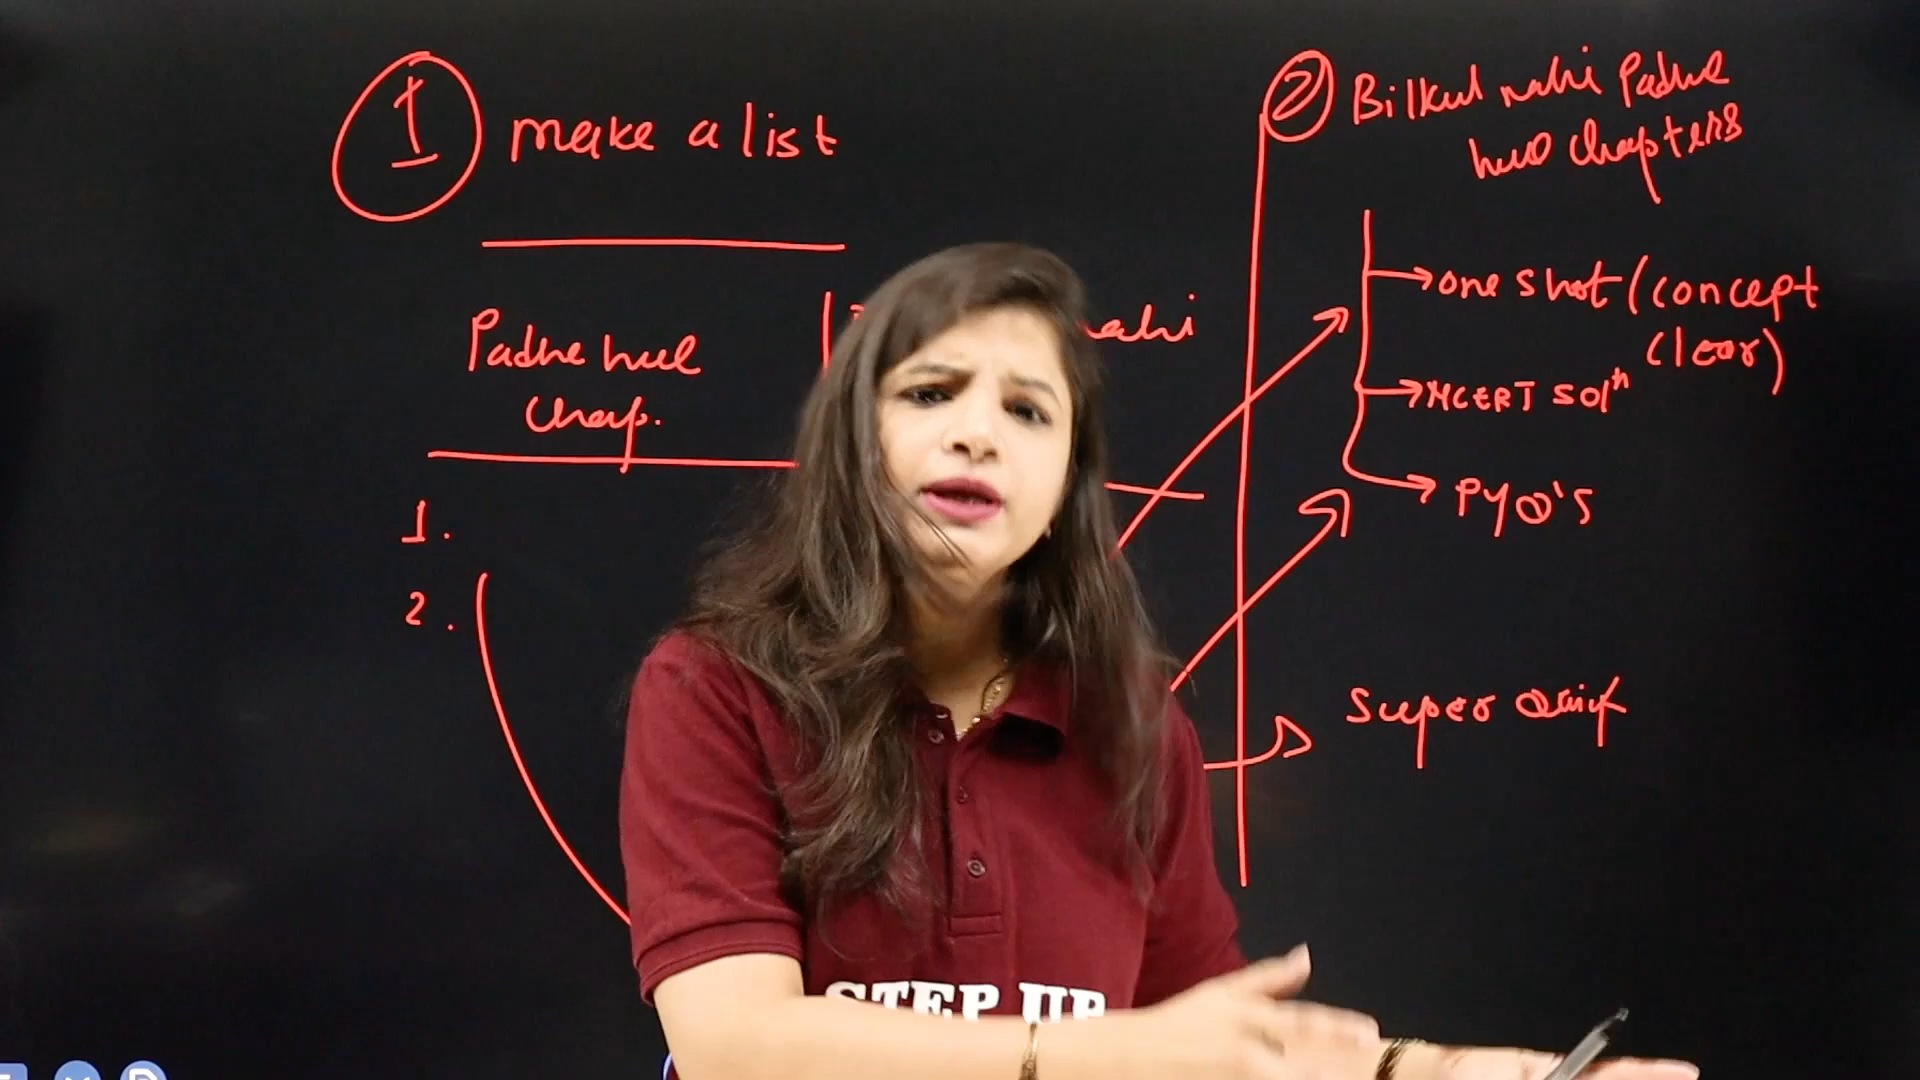 1 make a list
Padhe hue
Chap.
1.
2.
nahi
2 Bilkul nahi Padhe
hue Chapters
one shot (concept
clear)
NCERT Solⁿ
PYQ'S
Super Quick
STEP UP